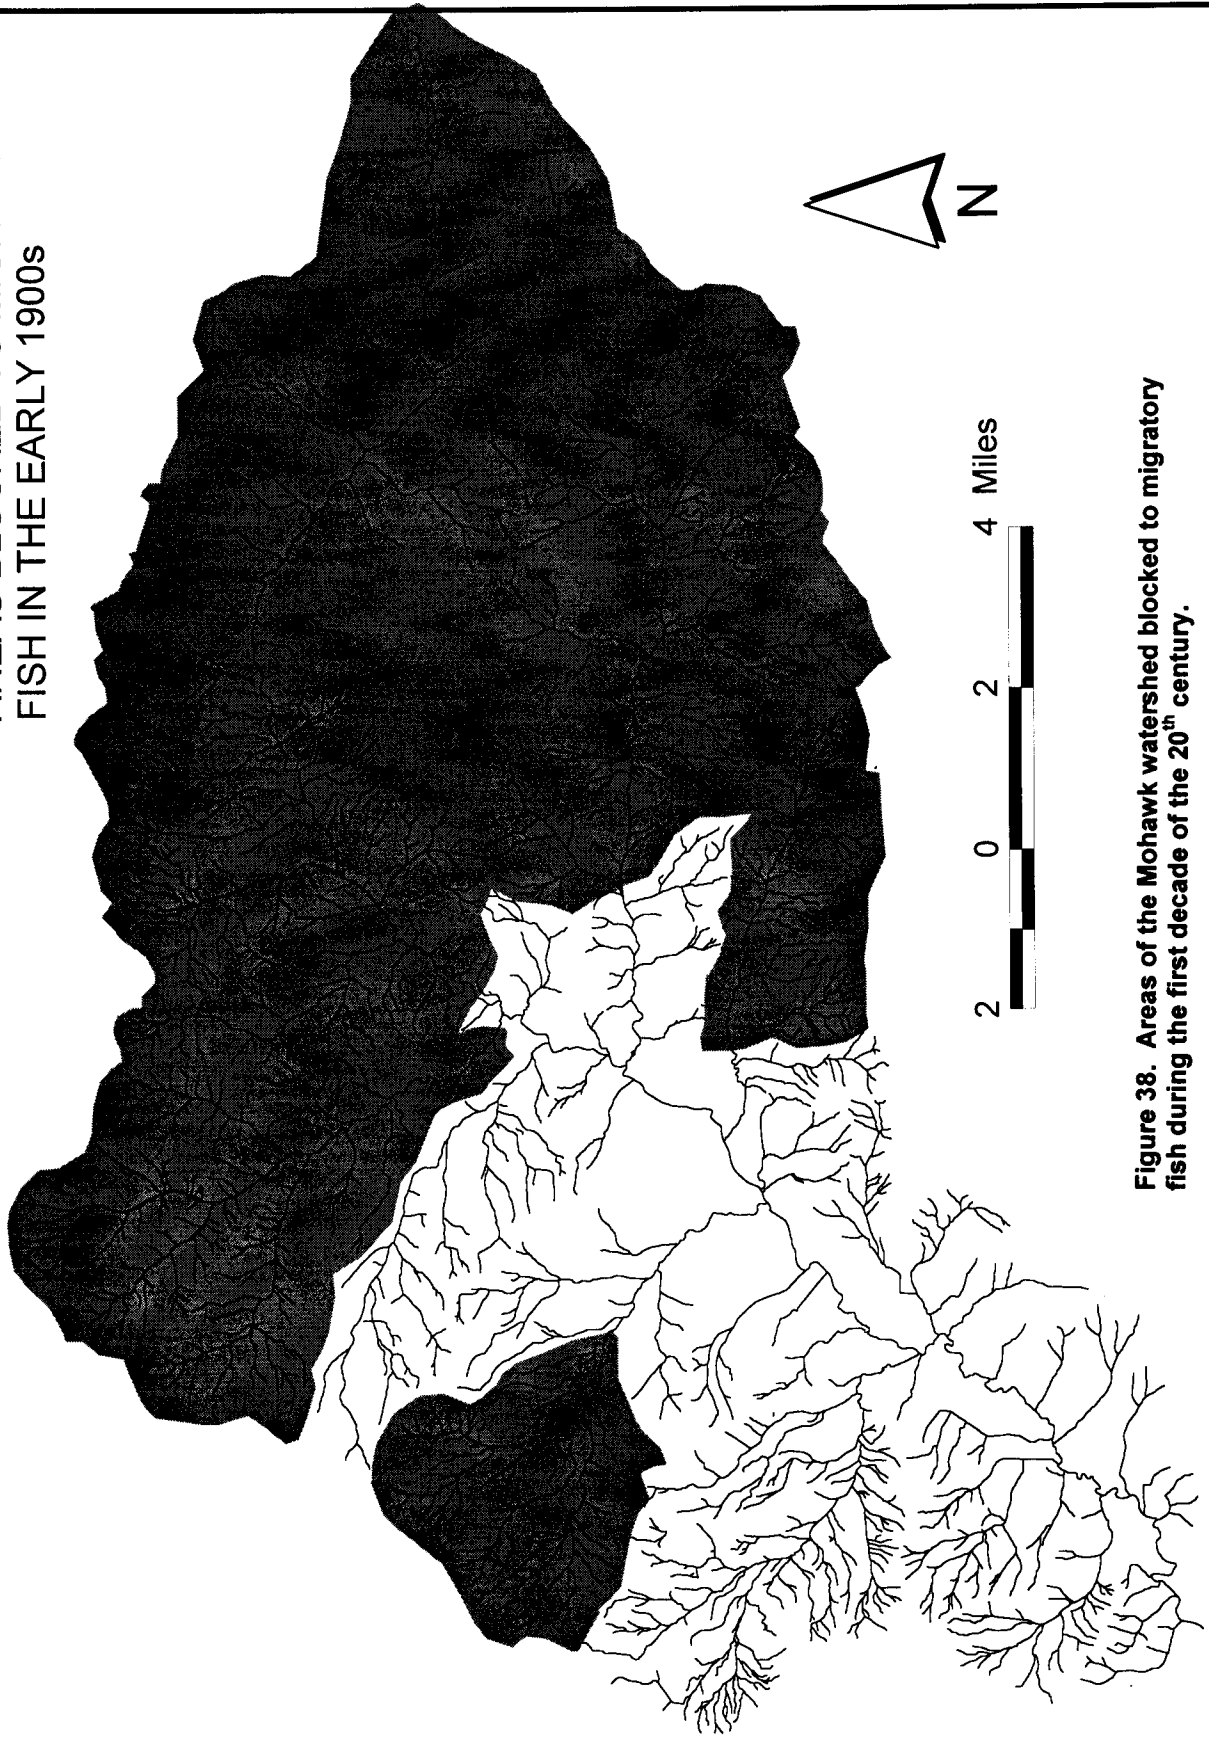 FISH IN THE EARLY 1900s
N
2 0 2 4 Miles
Figure 38. Areas of the Mohawk watershed blocked to migratory
fish during the first decade of the 20th century.